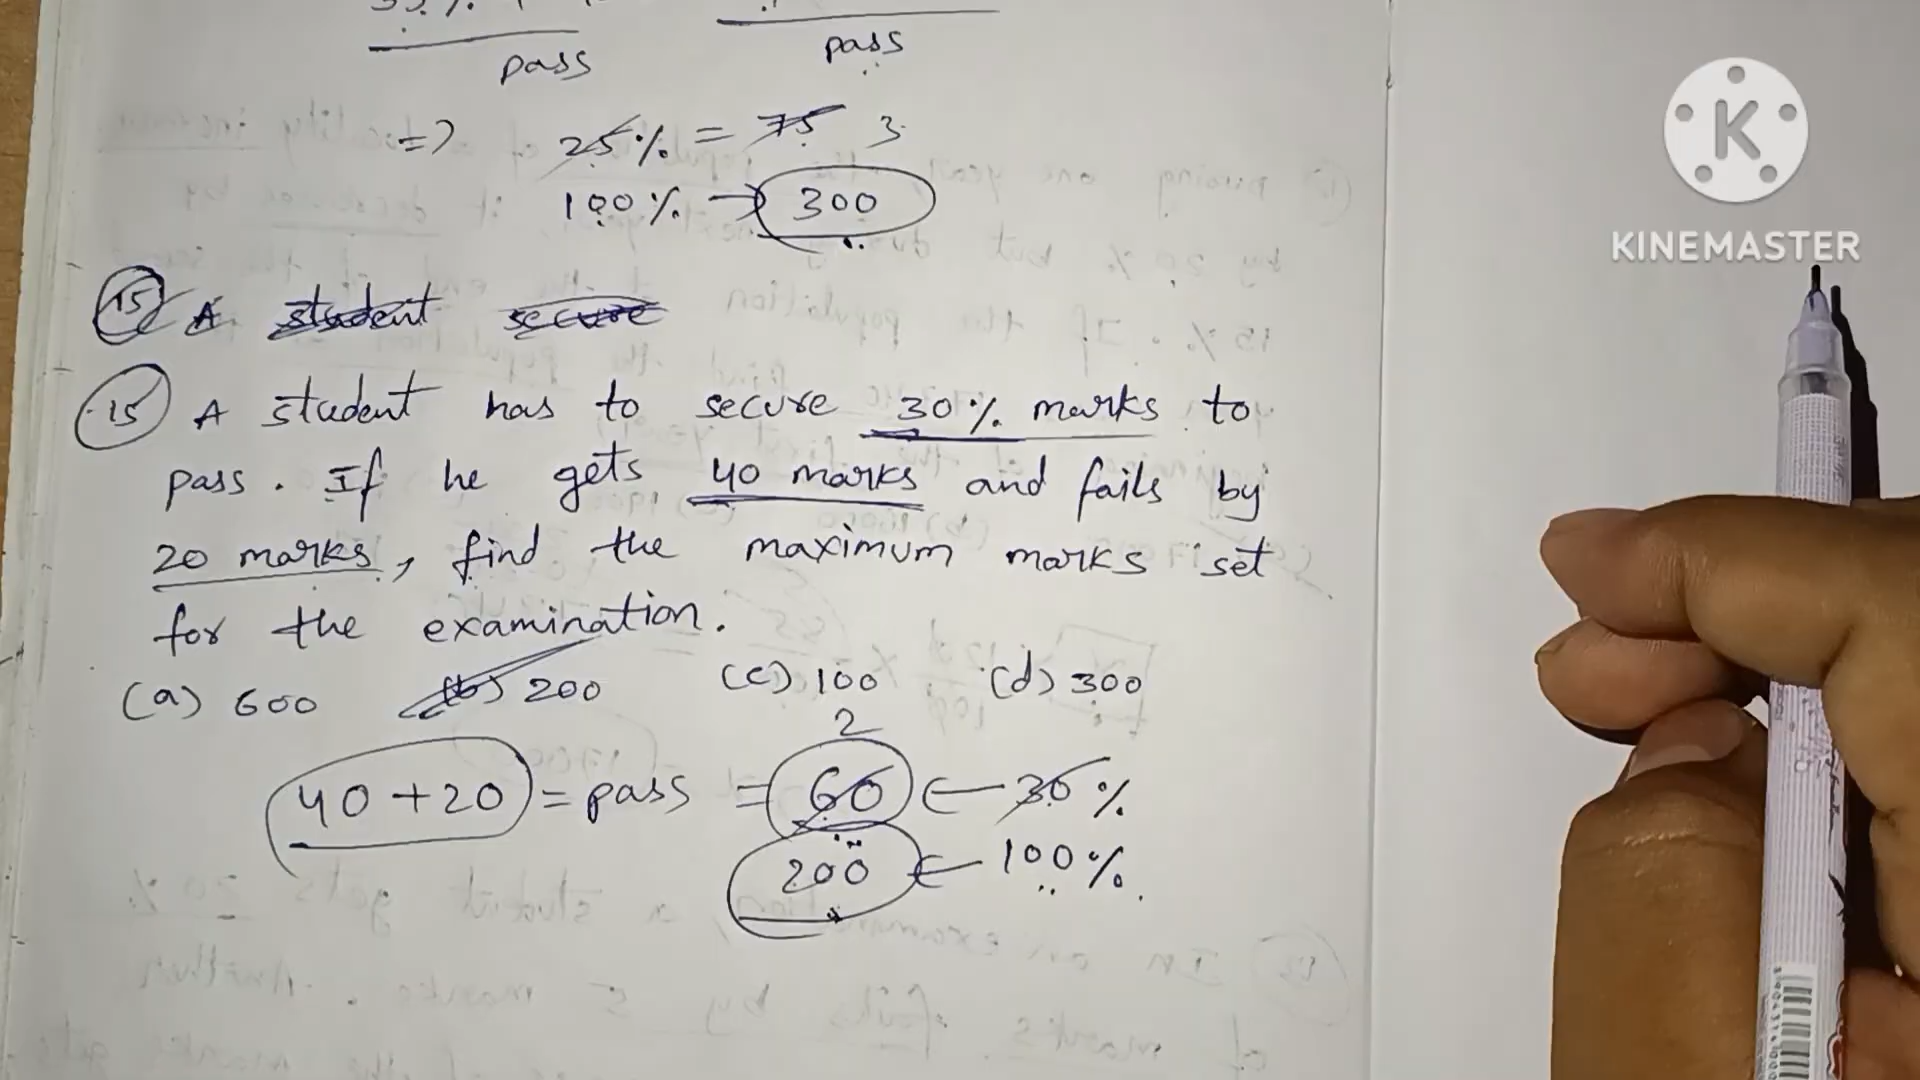 pass pass
=> 25% = 75 3
100% → 300
KINEMASTER
15 A student secure
15 A student has to secure 30% marks to
pass. If he gets 40 marks and fails by
20 marks, find the maximum marks set
for the examination.
(a) 600 (b) 200 (c) 100 (d) 300
2
40 + 20 = pass = 60 ← 30%
200 ← 100%.